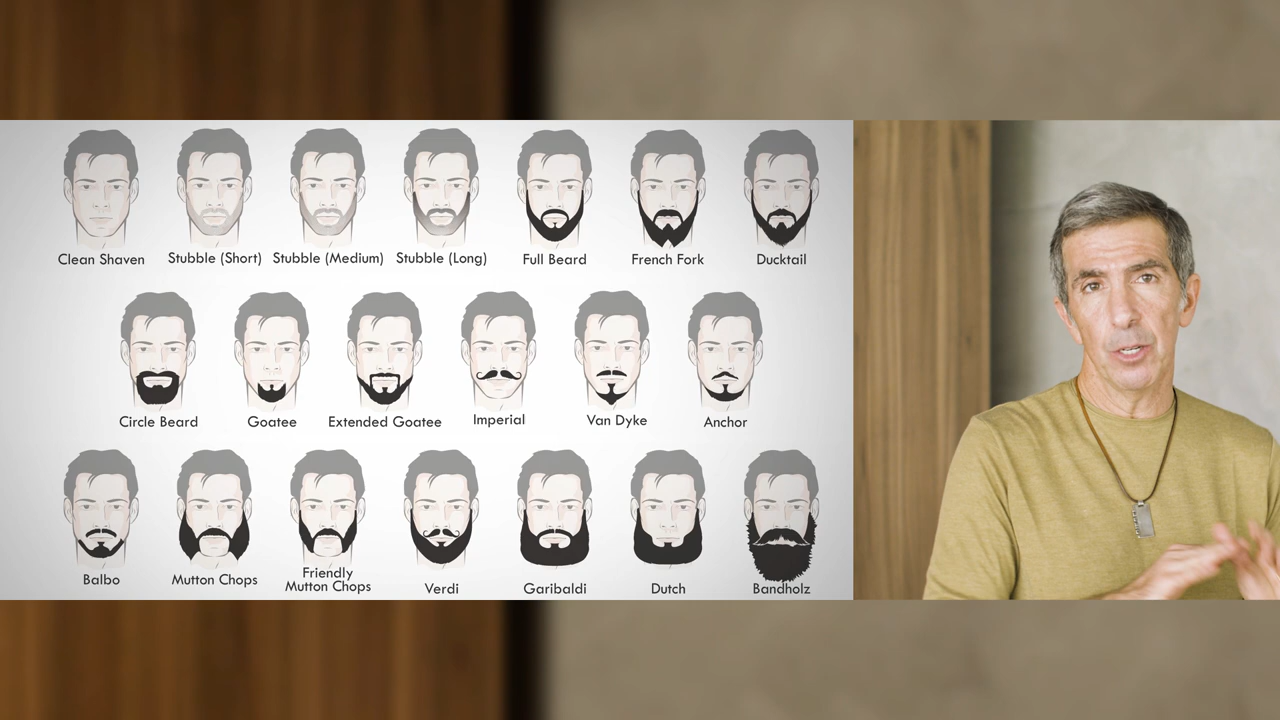 Clean Shaven
Stubble (Short)
Stubble (Medium)
Stubble (Long)
Full Beard
French Fork
Ducktail
Circle Beard
Goatee
Extended Goatee
Imperial
Van Dyke
Anchor
Balbo
Mutton Chops
Friendly
Mutton Chops
Verdi
Garibaldi
Dutch
Bandholz